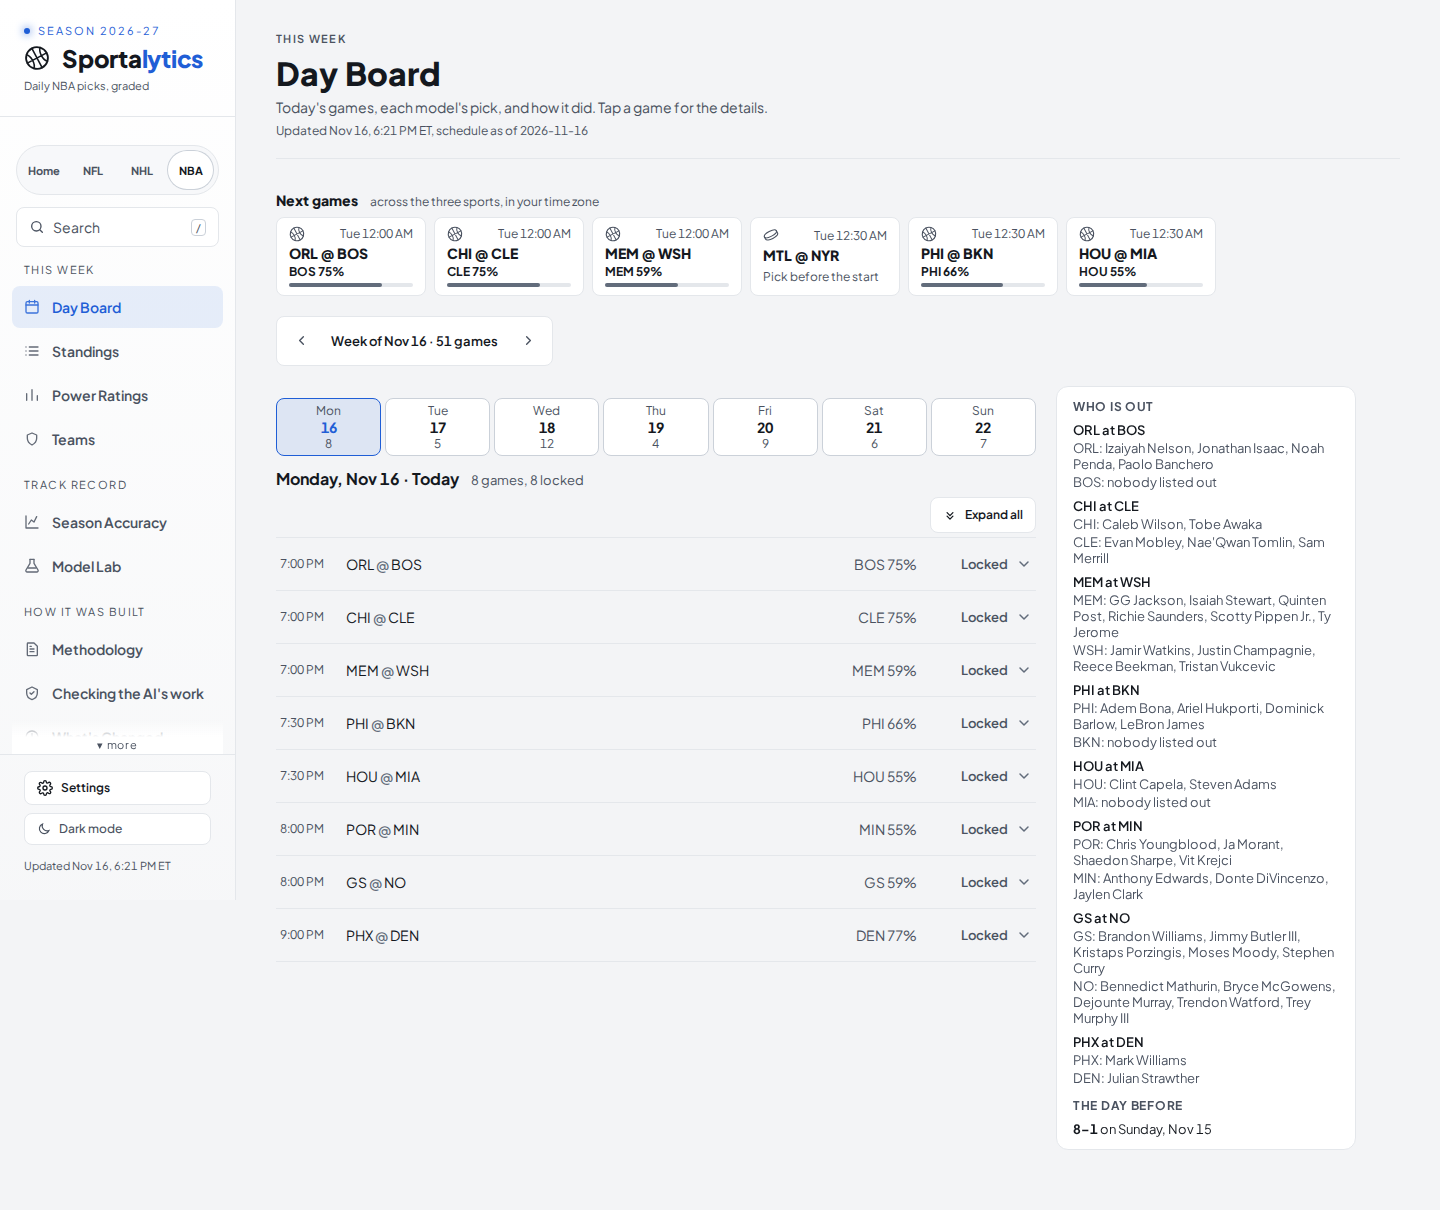 SEASON 2026-27
Sportalytics
Daily NBA picks, graded
Home NFL NHL NBA
Search /
THIS WEEK
Day Board
Standings
Power Ratings
Teams
TRACK RECORD
Season Accuracy
Model Lab
HOW IT WAS BUILT
Methodology
Checking the AI's work
▾ more
Settings
Dark mode
Updated Nov 16, 6:21 PM ET
THIS WEEK
Day Board
Today's games, each model's pick, and how it did. Tap a game for the details.
Updated Nov 16, 6:21 PM ET, schedule as of 2026-11-16
Next games across the three sports, in your time zone
Tue 12:00 AM
ORL @ BOS
BOS 75%
Tue 12:00 AM
CHI @ CLE
CLE 75%
Tue 12:00 AM
MEM @ WSH
MEM 59%
Tue 12:30 AM
MTL @ NYR
Pick before the start
Tue 12:30 AM
PHI @ BKN
PHI 66%
Tue 12:30 AM
HOU @ MIA
HOU 55%
Week of Nov 16 · 51 games
Mon 16 8
Tue 17 5
Wed 18 12
Thu 19 4
Fri 20 9
Sat 21 6
Sun 22 7
Monday, Nov 16 · Today 8 games, 8 locked
Expand all
7:00 PM ORL @ BOS BOS 75% Locked
7:00 PM CHI @ CLE CLE 75% Locked
7:00 PM MEM @ WSH MEM 59% Locked
7:30 PM PHI @ BKN PHI 66% Locked
7:30 PM HOU @ MIA HOU 55% Locked
8:00 PM POR @ MIN MIN 55% Locked
8:00 PM GS @ NO GS 59% Locked
9:00 PM PHX @ DEN DEN 77% Locked
WHO IS OUT
ORL at BOS
ORL: Izaiyah Nelson, Jonathan Isaac, Noah
Penda, Paolo Banchero
BOS: nobody listed out
CHI at CLE
CHI: Caleb Wilson, Tobe Awaka
CLE: Evan Mobley, Nae'Qwan Tomlin, Sam
Merrill
MEM at WSH
MEM: GG Jackson, Isaiah Stewart, Quinten
Post, Richie Saunders, Scotty Pippen Jr., Ty
Jerome
WSH: Jamir Watkins, Justin Champagnie,
Reece Beekman, Tristan Vukcevic
PHI at BKN
PHI: Adem Bona, Ariel Hukporti, Dominick
Barlow, LeBron James
BKN: nobody listed out
HOU at MIA
HOU: Clint Capela, Steven Adams
MIA: nobody listed out
POR at MIN
POR: Chris Youngblood, Ja Morant,
Shaedon Sharpe, Vit Krejci
MIN: Anthony Edwards, Donte DiVincenzo,
Jaylen Clark
GS at NO
GS: Brandon Williams, Jimmy Butler III,
Kristaps Porzingis, Moses Moody, Stephen
Curry
NO: Bennedict Mathurin, Bryce McGowens,
Dejounte Murray, Trendon Watford, Trey
Murphy III
PHX at DEN
PHX: Mark Williams
DEN: Julian Strawther
THE DAY BEFORE
8–1 on Sunday, Nov 15